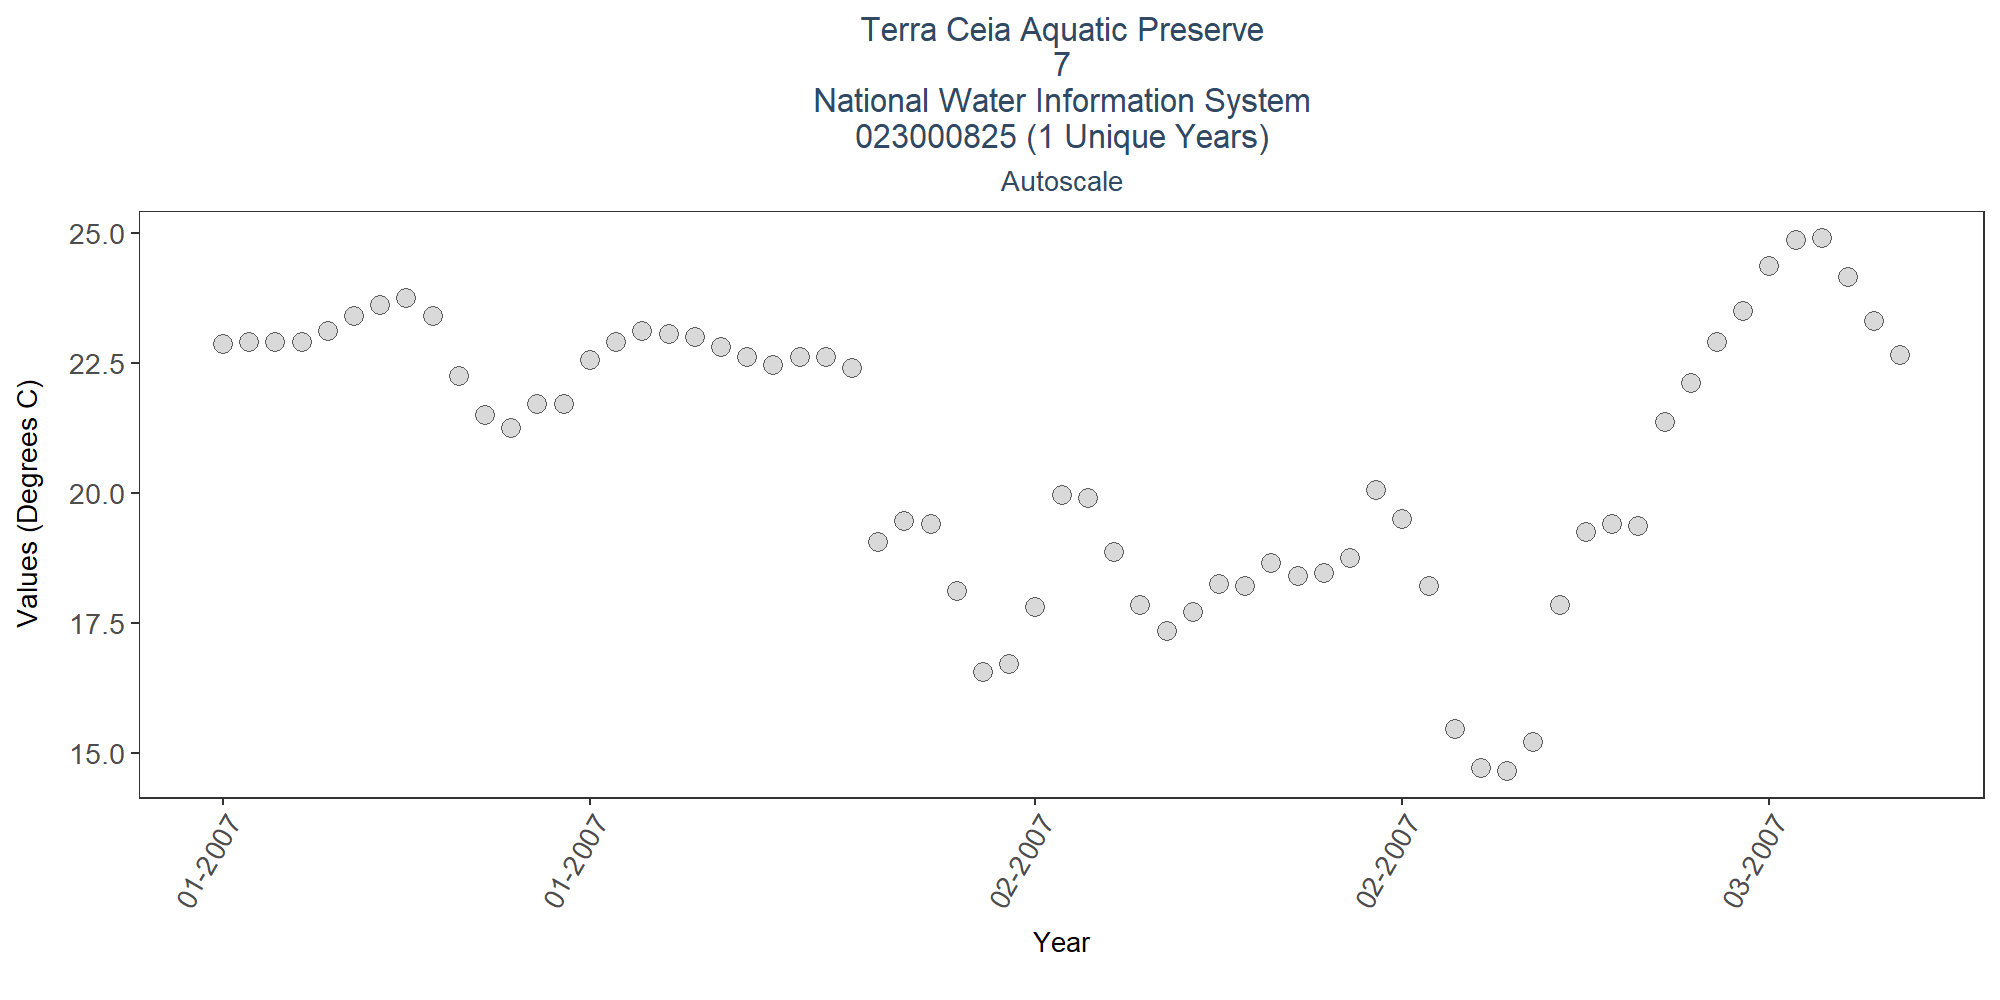 Terra Ceia Aquatic Preserve
7
National Water Information System
023000825 (1 Unique Years)
Autoscale
25.0
22.5
20.0
17.5
15.0
Values (Degrees C)
01-2007
01-2007
02-2007
02-2007
03-2007
Year